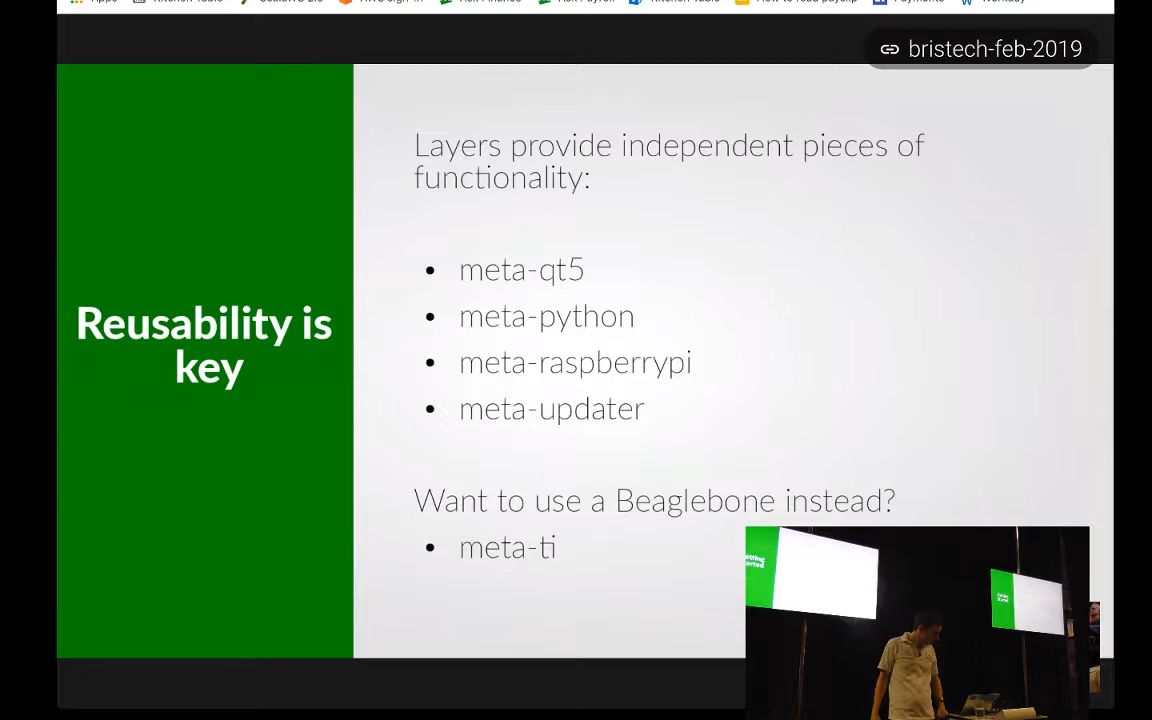 bristech-feb-2019
Layers provide independent pieces of
functionality:
Reusability is
key
• meta-qt5
• meta-python
• meta-raspberrypi
• meta-updater
Want to use a Beaglebone instead?
• meta-ti